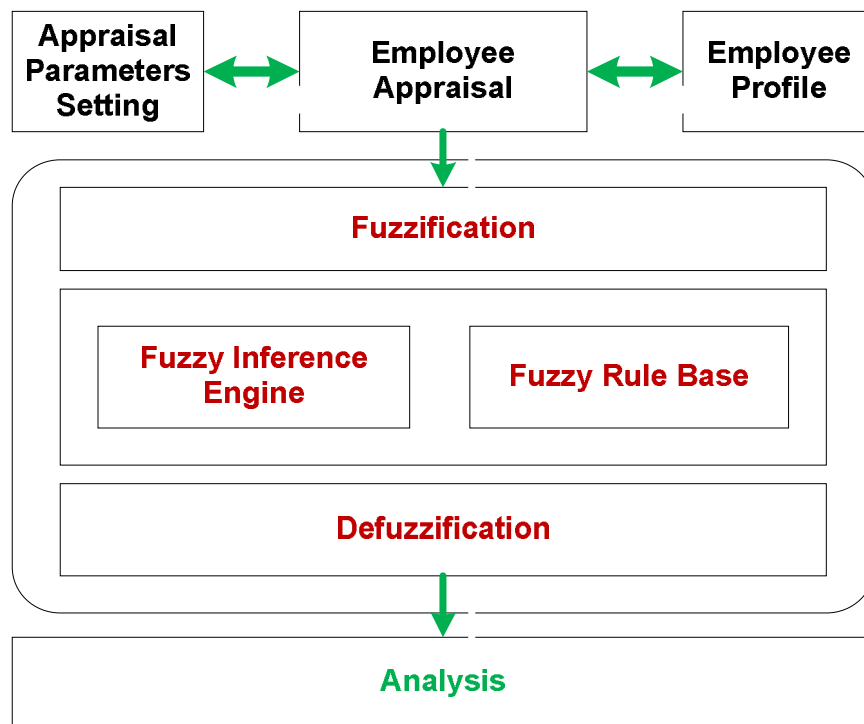 Appraisal
Parameters
Setting
Employee
Appraisal
Employee
Profile
Fuzzification
Fuzzy Inference
Engine
Fuzzy Rule Base
Defuzzification
Analysis